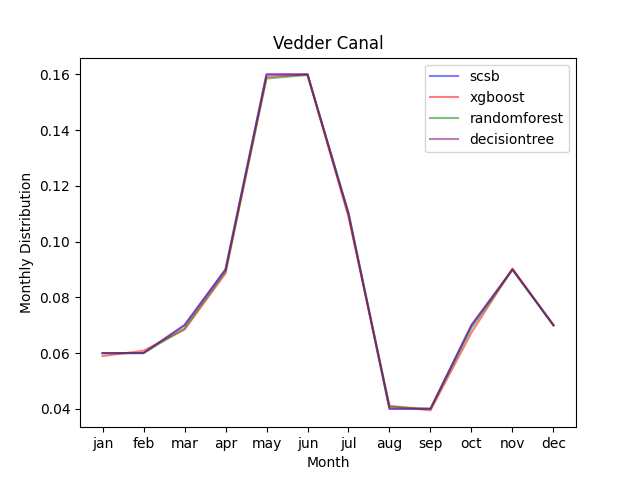 Vedder Canal
scsb
xgboost
randomforest
decisiontree
Monthly Distribution
0.16
0.14
0.12
0.10
0.08
0.06
0.04
jan feb mar apr may jun jul aug sep oct nov dec
Month